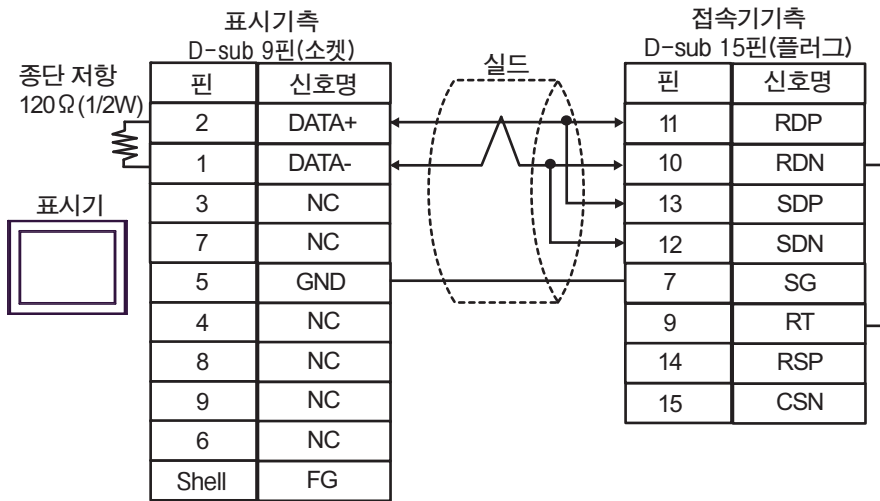 표시기측
D-sub 9핀(소켓)
접속기기측
D-sub 15핀(플러그)
종단 저항
120Ω(1/2W)
실드
표시기
핀 신호명
2 DATA+
1 DATA-
3 NC
7 NC
5 GND
4 NC
8 NC
9 NC
6 NC
Shell FG
핀 신호명
11 RDP
10 RDN
13 SDP
12 SDN
7 SG
9 RT
14 RSP
15 CSN